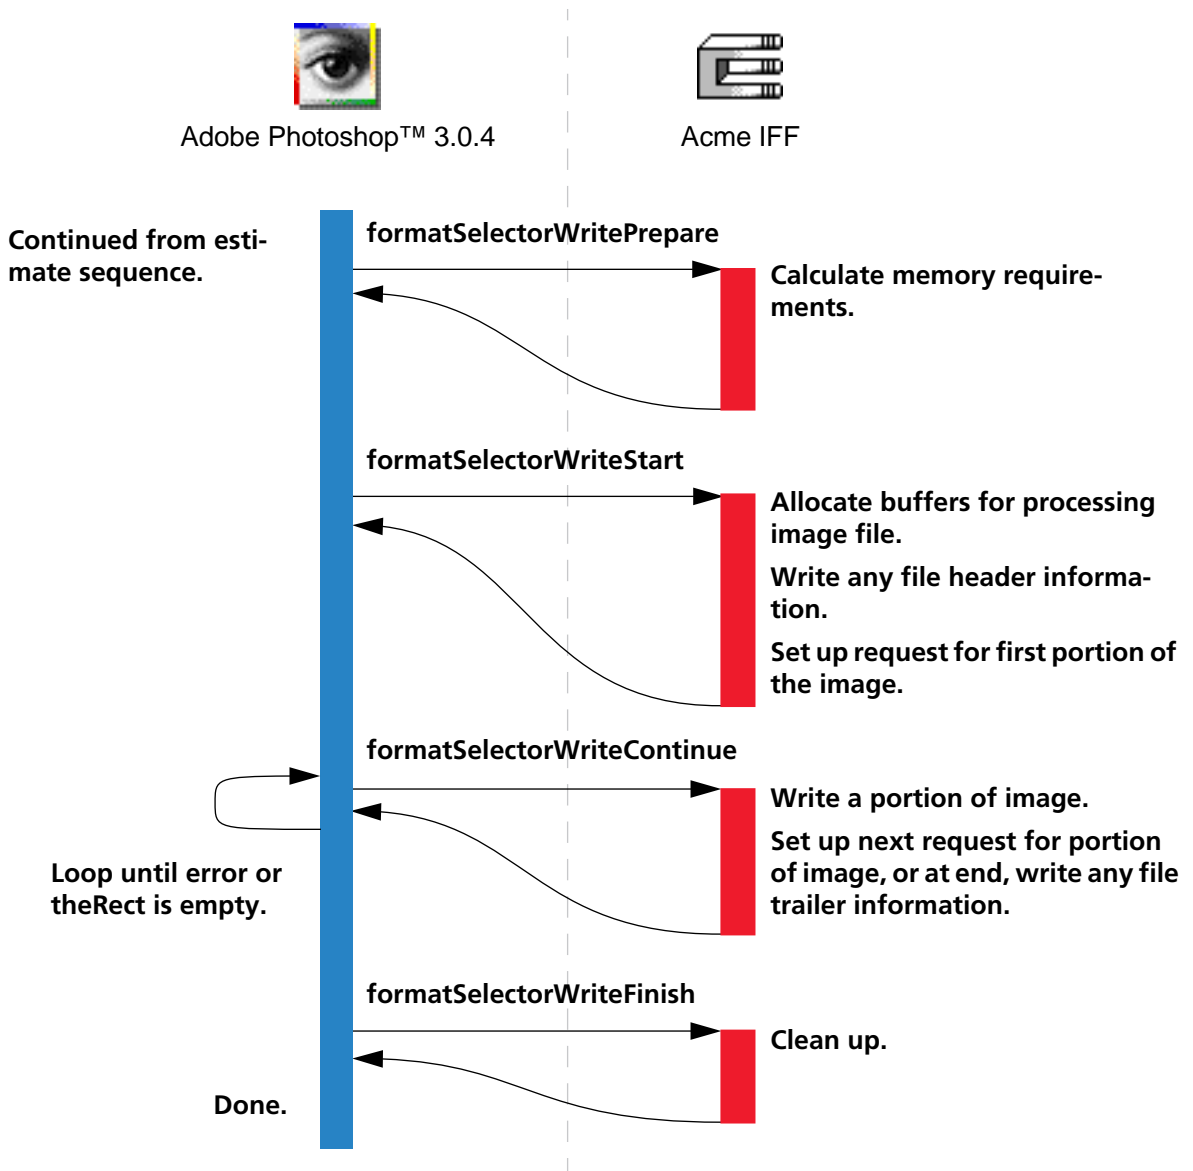 Adobe Photoshop™ 3.0.4
Acme IFF
Continued from esti-
mate sequence.
formatSelectorWritePrepare
Calculate memory require-
ments.
formatSelectorWriteStart
Allocate buffers for processing
image file.
Write any file header informa-
tion.
Set up request for first portion of
the image.
formatSelectorWriteContinue
Write a portion of image.
Set up next request for portion
of image, or at end, write any file
trailer information.
Loop until error or
theRect is empty.
formatSelectorWriteFinish
Clean up.
Done.